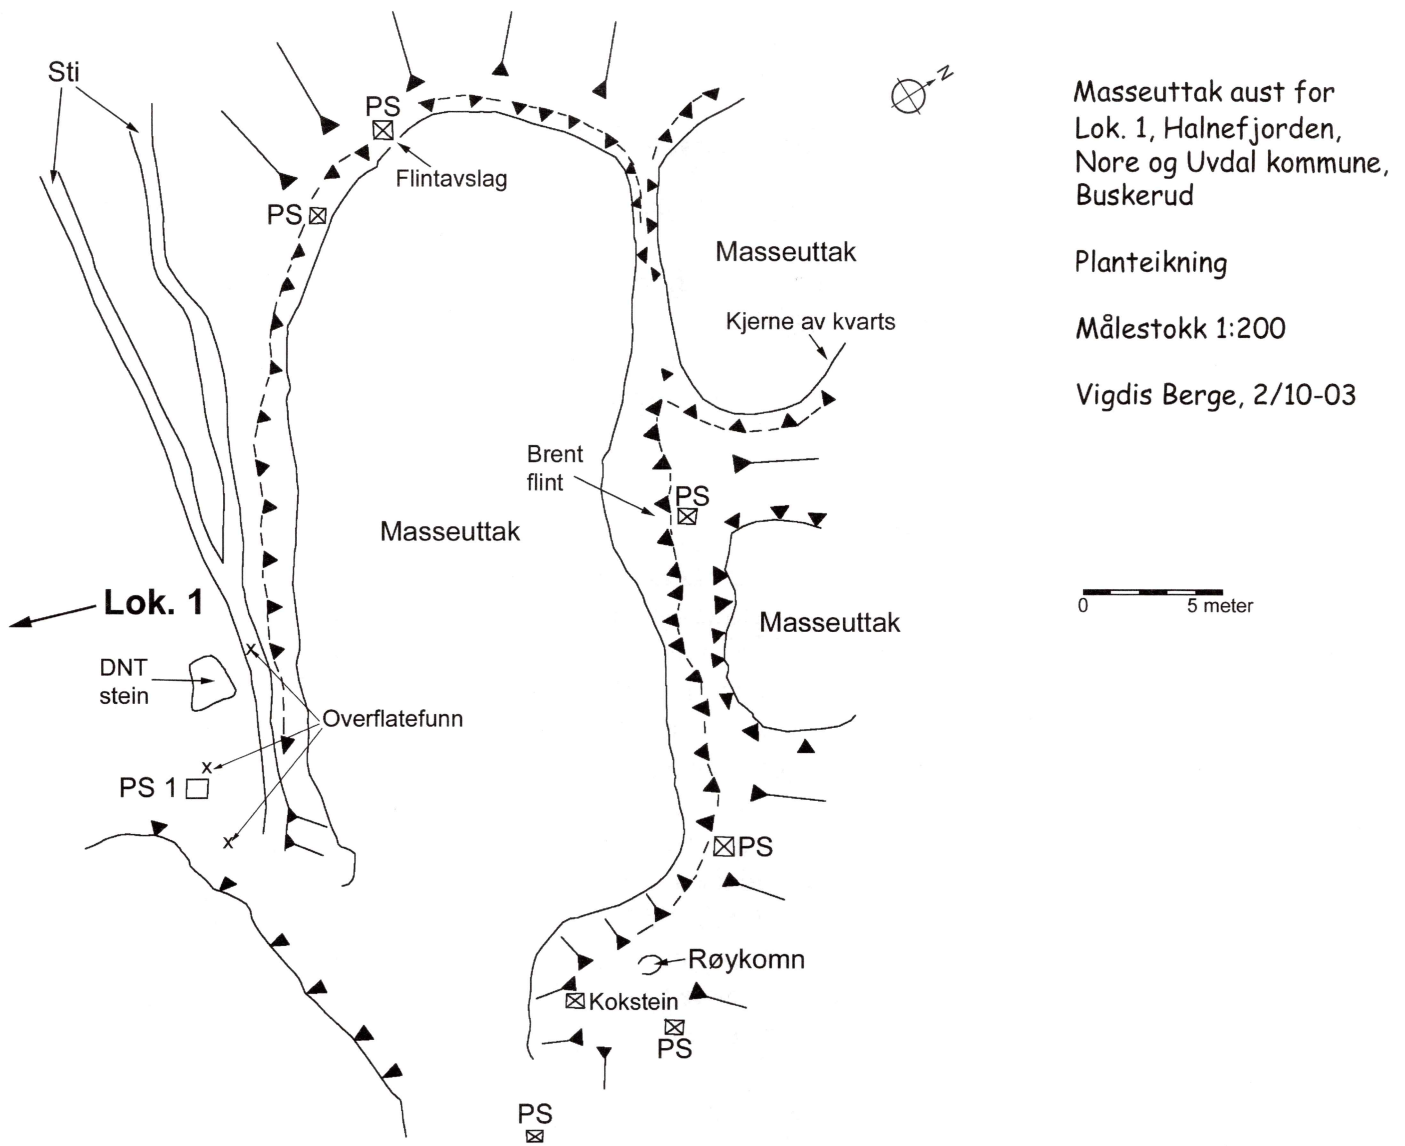 Masseuttak aust for
Lok. 1, Halnefjorden,
Nore og Uvdal kommune,
Buskerud
Planteikning
Målestokk 1:200
Vigdis Berge, 2/10-03
N
Sti
PS
Flintavslag
PS
Masseuttak
Kjerne av kvarts
Brent
flint
PS
Masseuttak
Lok. 1
Masseuttak
0 5 meter
DNT
stein
Overflatefunn
x
x
x
PS 1
PS
Røykomn
Kokstein
PS
PS